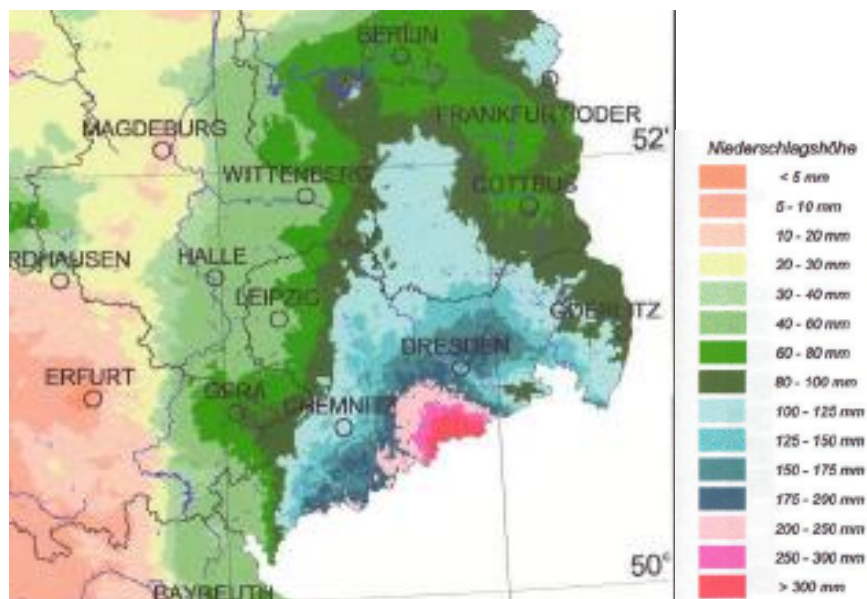 BERLIN
FRANKFURT/ODER
MAGDEBURG
52'
WITTENBERG
COTTBUS
RDHAUSEN
HALLE
LEIPZIG
GOERLITZ
DRESDEN
ERFURT
GERA
CHEMNITZ
50°
BAYREUTH
Niederschlagshöhe
< 5 mm
5 - 10 mm
10 - 20 mm
20 - 30 mm
30 - 40 mm
40 - 60 mm
60 - 80 mm
80 - 100 mm
100 - 125 mm
125 - 150 mm
150 - 175 mm
175 - 200 mm
200 - 250 mm
250 - 300 mm
> 300 mm